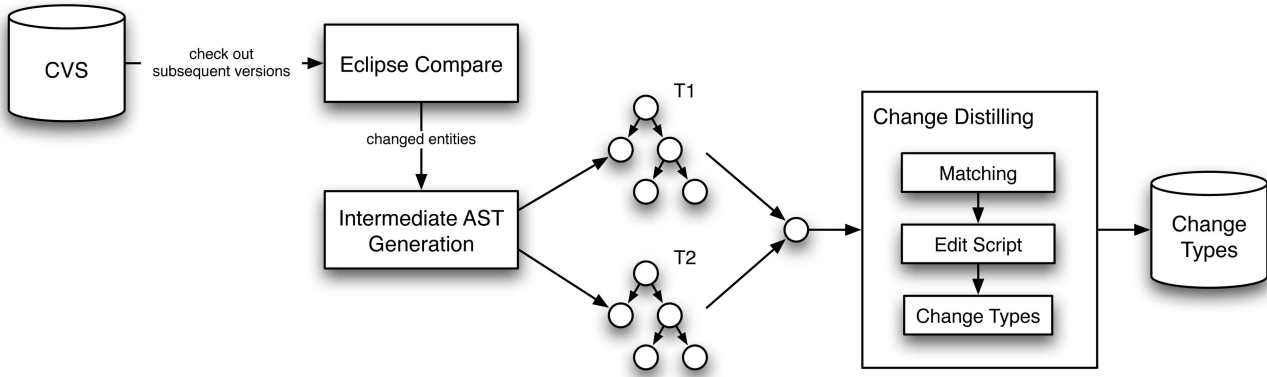 CVS
check out
subsequent versions
Eclipse Compare
changed entities
Intermediate AST
Generation
T1
T2
Change Distilling
Matching
Edit Script
Change Types
Change
Types